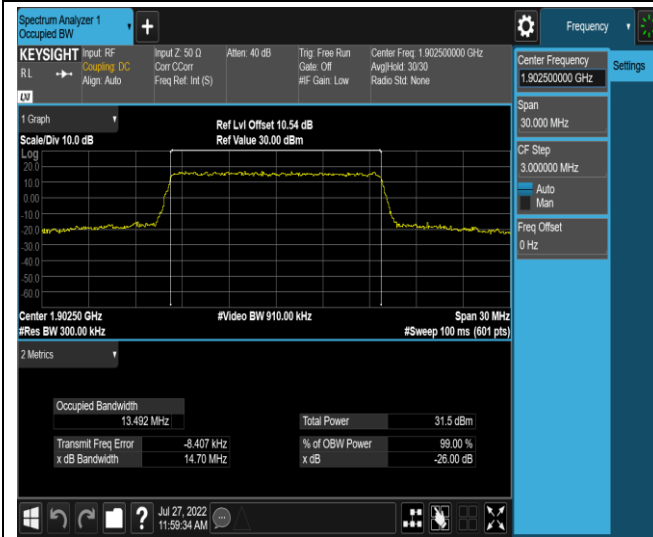 Spectrum Analyzer 1
Occupied BW
+
Frequency
KEYSIGHT
RL
Input: RF
Coupling: DC
Align: Auto
Input Z: 50 Ω
Corr CCorr
Freq Ref: Int (S)
Atten: 40 dB
Trig: Free Run
Gate: Off
#IF Gain: Low
Center Freq: 1.902500000 GHz
Avg|Hold: 30/30
Radio Std: None
LXI
Center Frequency
1.902500000 GHz
Settings
Span
30.000 MHz
CF Step
3.000000 MHz
Auto
Man
Freq Offset
0 Hz
1 Graph
Scale/Div 10.0 dB
Ref Lvl Offset 10.54 dB
Ref Value 30.00 dBm
Log
20.0
10.0
0.00
-10.0
-20.0
-30.0
-40.0
-50.0
-60.0
Center 1.90250 GHz
#Video BW 910.00 kHz
Span 30 MHz
#Res BW 300.00 kHz
#Sweep 100 ms (601 pts)
2 Metrics
Occupied Bandwidth
13.492 MHz
Total Power 31.5 dBm
Transmit Freq Error -8.407 kHz
% of OBW Power 99.00 %
x dB Bandwidth 14.70 MHz
x dB -26.00 dB
?
Jul 27, 2022
11:59:34 AM